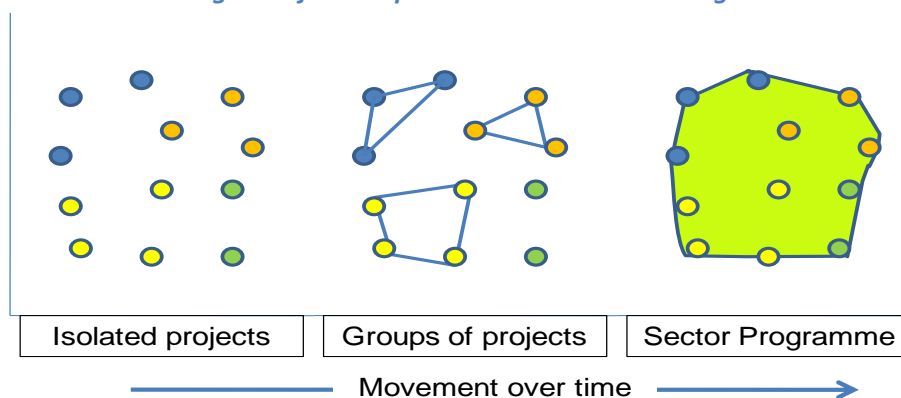 Isolated projects
Groups of projects
Sector Programme
Movement over time